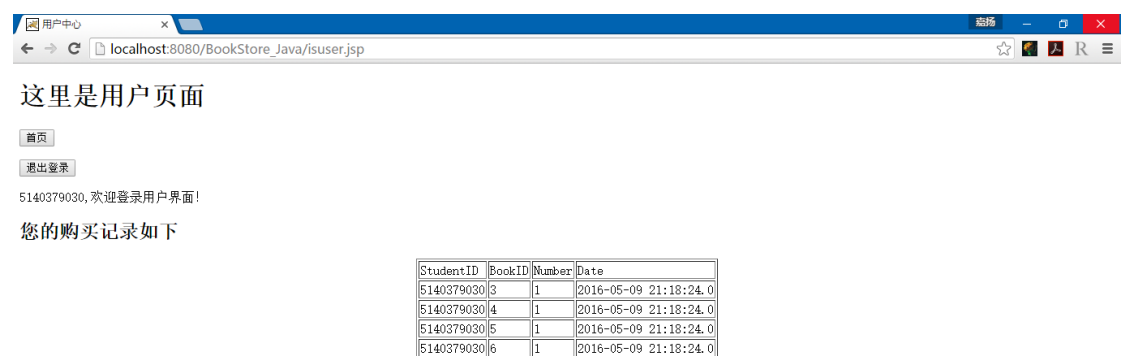 用户中心
嘉扬
localhost:8080/BookStore_Java/isuser.jsp
R
这里是用户页面
首页
退出登录
5140379030,欢迎登录用户界面!
您的购买记录如下
StudentID BookID Number Date
5140379030 3 1 2016-05-09 21:18:24.0
5140379030 4 1 2016-05-09 21:18:24.0
5140379030 5 1 2016-05-09 21:18:24.0
5140379030 6 1 2016-05-09 21:18:24.0